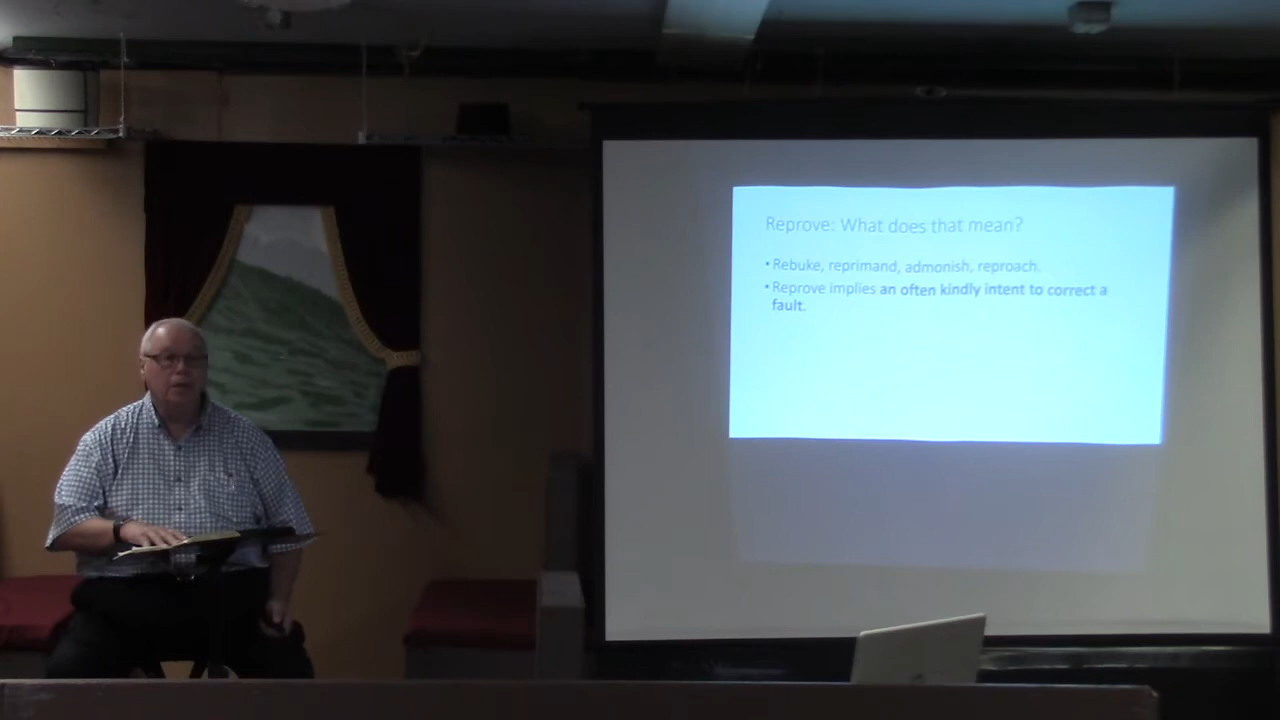 Reprove: What does that mean?
• Rebuke, reprimand, admonish, reproach.
• Reprove implies an often kindly intent to correct a
fault.